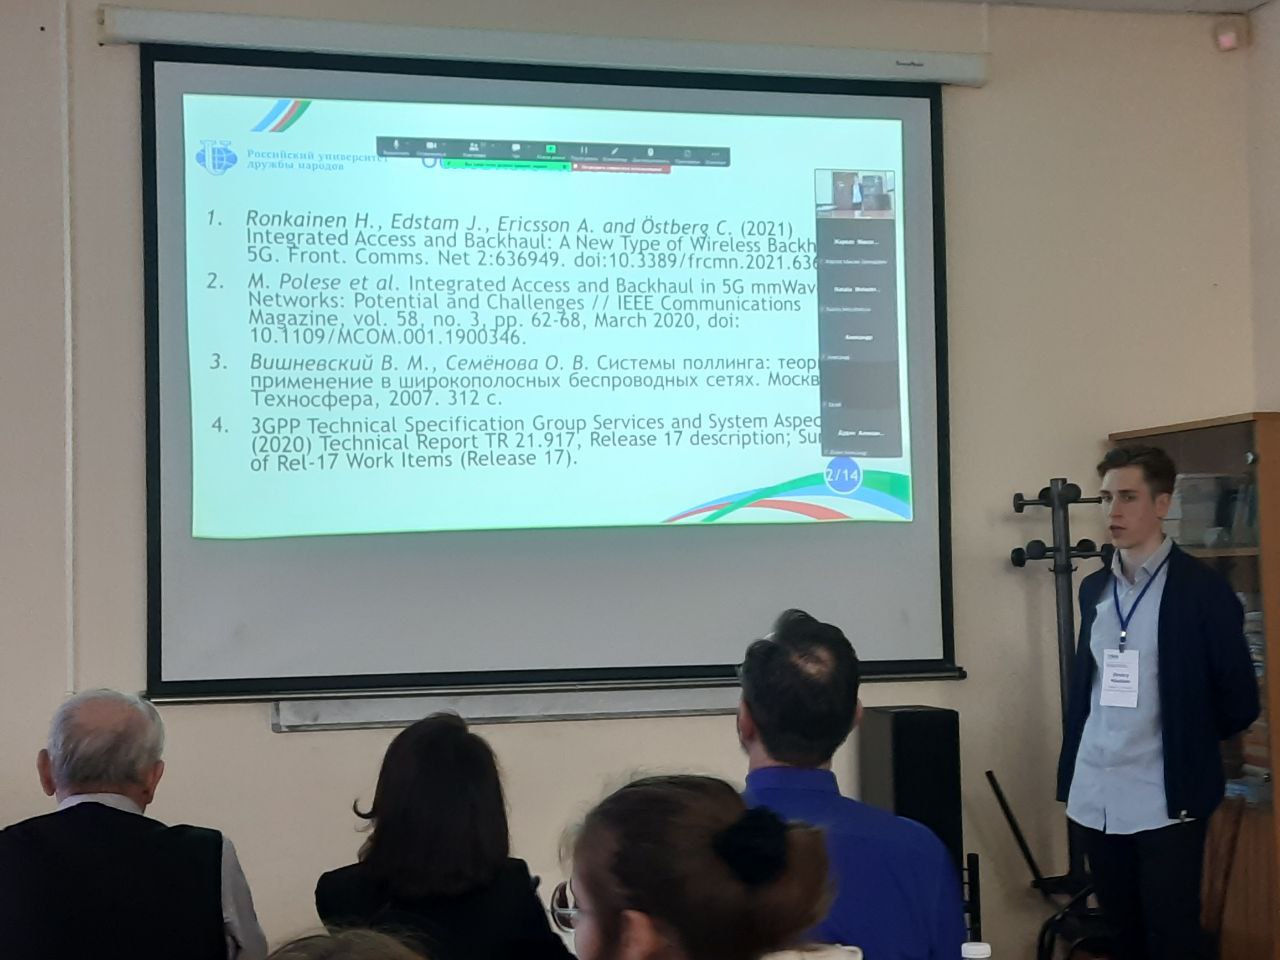 Российский университет
дружбы народов
1. Ronkainen H., Edstam J., Ericsson A. and Östberg C. (2021)
Integrated Access and Backhaul: A New Type of Wireless Backh
5G. Front. Comms. Net 2:636949. doi:10.3389/frcmn.2021.636
2. M. Polese et al. Integrated Access and Backhaul in 5G mmWav
Networks: Potential and Challenges // IEEE Communications
Magazine, vol. 58, no. 3, pp. 62-68, March 2020, doi:
10.1109/MCOM.001.1900346.
3. Вишневский В. М., Семёнова О. В. Системы поллинга: теор
применение в широкополосных беспроводных сетях. Москв
Техносфера, 2007. 312 с.
4. 3GPP Technical Specification Group Services and System Aspec
(2020) Technical Report TR 21.917, Release 17 description; Su
of Rel-17 Work Items (Release 17).
2/14
Александр